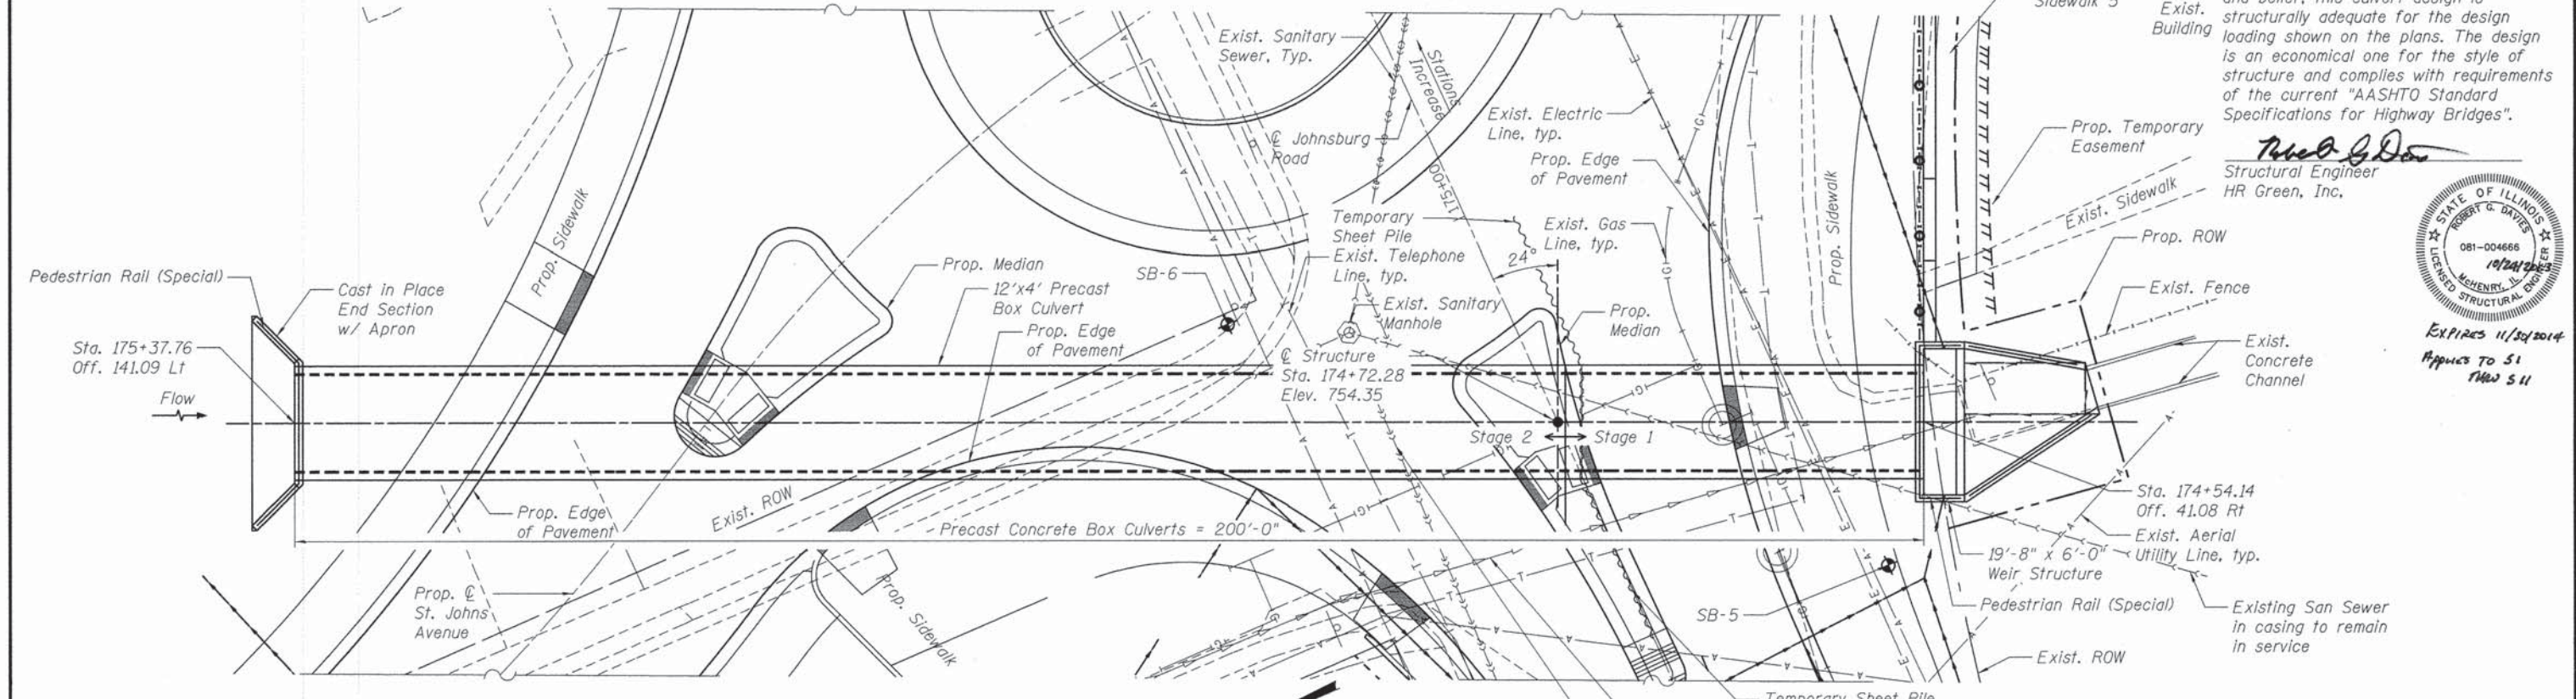 Sidewalk 5
Exist.
Building
structurally adequate for the design
loading shown on the plans. The design
is an economical one for the style of
structure and complies with requirements
of the current "AASHTO Standard
Specifications for Highway Bridges".
Structural Engineer
HR Green, Inc.
STATE OF ILLINOIS
ROBERT G. DAVIES
081-004666
McHENRY, IL
LICENSED STRUCTURAL ENGINEER
EXPIRES 11/30/2014
APPLIES TO S1
THRU S11
Exist. Sanitary
Sewer, Typ.
Stations
Increase
℄ Johnsburg
Road
175+00
Exist. Electric
Line, typ.
Prop. Edge
of Pavement
Prop. Sidewalk
Prop. Temporary
Easement
Exist. Sidewalk
Prop. ROW
Exist. Fence
Exist.
Concrete
Channel
Prop. Sidewalk
Pedestrian Rail (Special)
Cast in Place
End Section
w/ Apron
Sta. 175+37.76
Off. 141.09 Lt
Flow
Prop. Median
12'x4' Precast
Box Culvert
Prop. Edge
of Pavement
SB-6
Temporary
Sheet Pile
Exist. Telephone
Line, typ.
Exist. Sanitary
Manhole
24°
Exist. Gas
Line, typ.
Prop.
Median
℄ Structure
Sta. 174+72.28
Elev. 754.35
Stage 2
Stage 1
Prop. Edge
of Pavement
Exist. ROW
Precast Concrete Box Culverts = 200'-0"
Sta. 174+54.14
Off. 41.08 Rt
Exist. Aerial
Utility Line, typ.
19'-8" x 6'-0"
Weir Structure
Pedestrian Rail (Special)
Existing San Sewer
in casing to remain
in service
Exist. ROW
SB-5
Prop. ℄
St. Johns
Avenue
Prop. Sidewalk
Temporary Sheet Pile